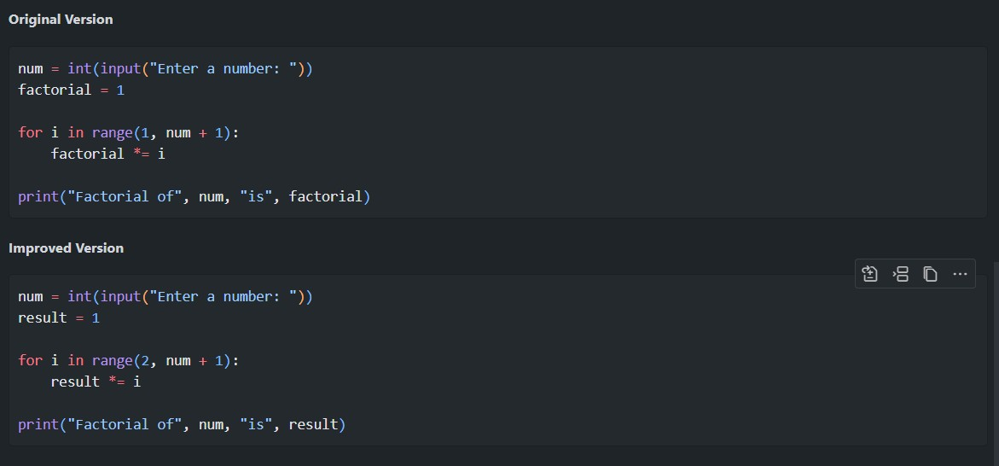 Original Version
num = int(input("Enter a number: "))
factorial = 1
for i in range(1, num + 1):
    factorial *= i
print("Factorial of", num, "is", factorial)
Improved Version
num = int(input("Enter a number: "))
result = 1
for i in range(2, num + 1):
    result *= i
print("Factorial of", num, "is", result)